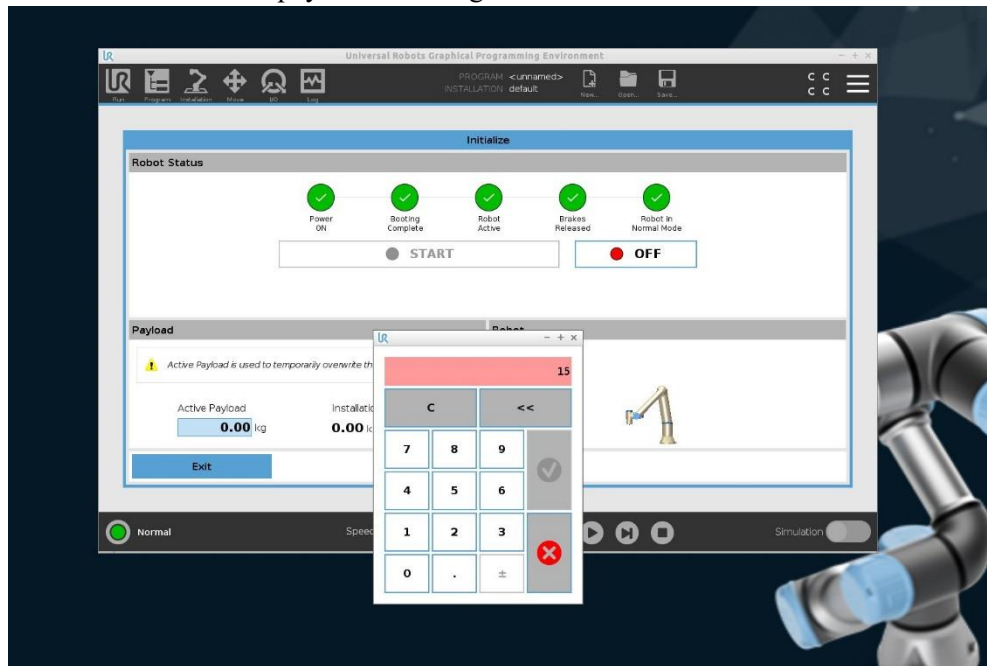 Universal Robots Graphical Programming Environment
Run
Program
Installation
Move
I/O
Log
PROGRAM <unnamed>
INSTALLATION default
New...
Open...
Save...
C C
C C
Initialize
Robot Status
Power
ON
Booting
Complete
Robot
Active
Brakes
Released
Robot In
Normal Mode
START
OFF
Payload
Robot
Active Payload is used to temporarily overwrite th
Active Payload
0.00 kg
Installatio
0.00 k
Exit
15
C
<<
7 8 9
4 5 6
1 2 3
0 . ±
Normal
Speed
Simulation